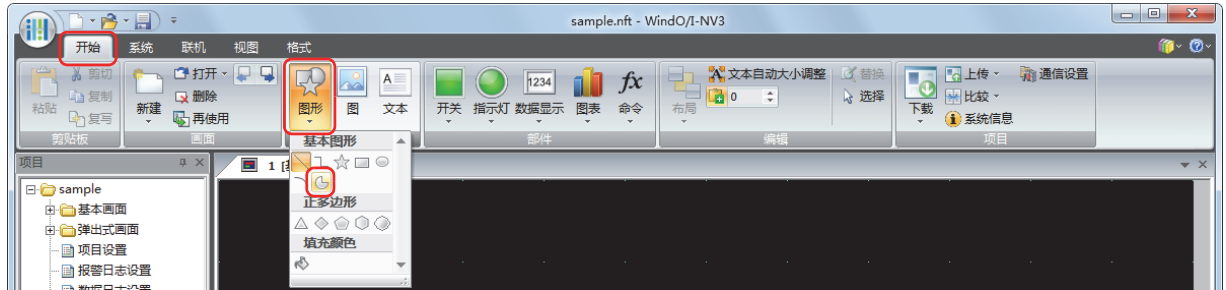 sample.nft - WindO/I-NV3
开始 系统 联机 视图 格式
粘贴 剪切 复制 复写
新建 打开 删除 再使用
图形 图 文本
开关 指示灯 数据显示 图表 命令
1234
fx
布局 文本自动大小调整 0 替换 选择
下载 上传 比较 系统信息 通信设置
剪贴板 画面 部件 编辑 项目
基本图形
正多边形
填充颜色
项目
1
sample
基本画面
弹出式画面
项目设置
报警日志设置